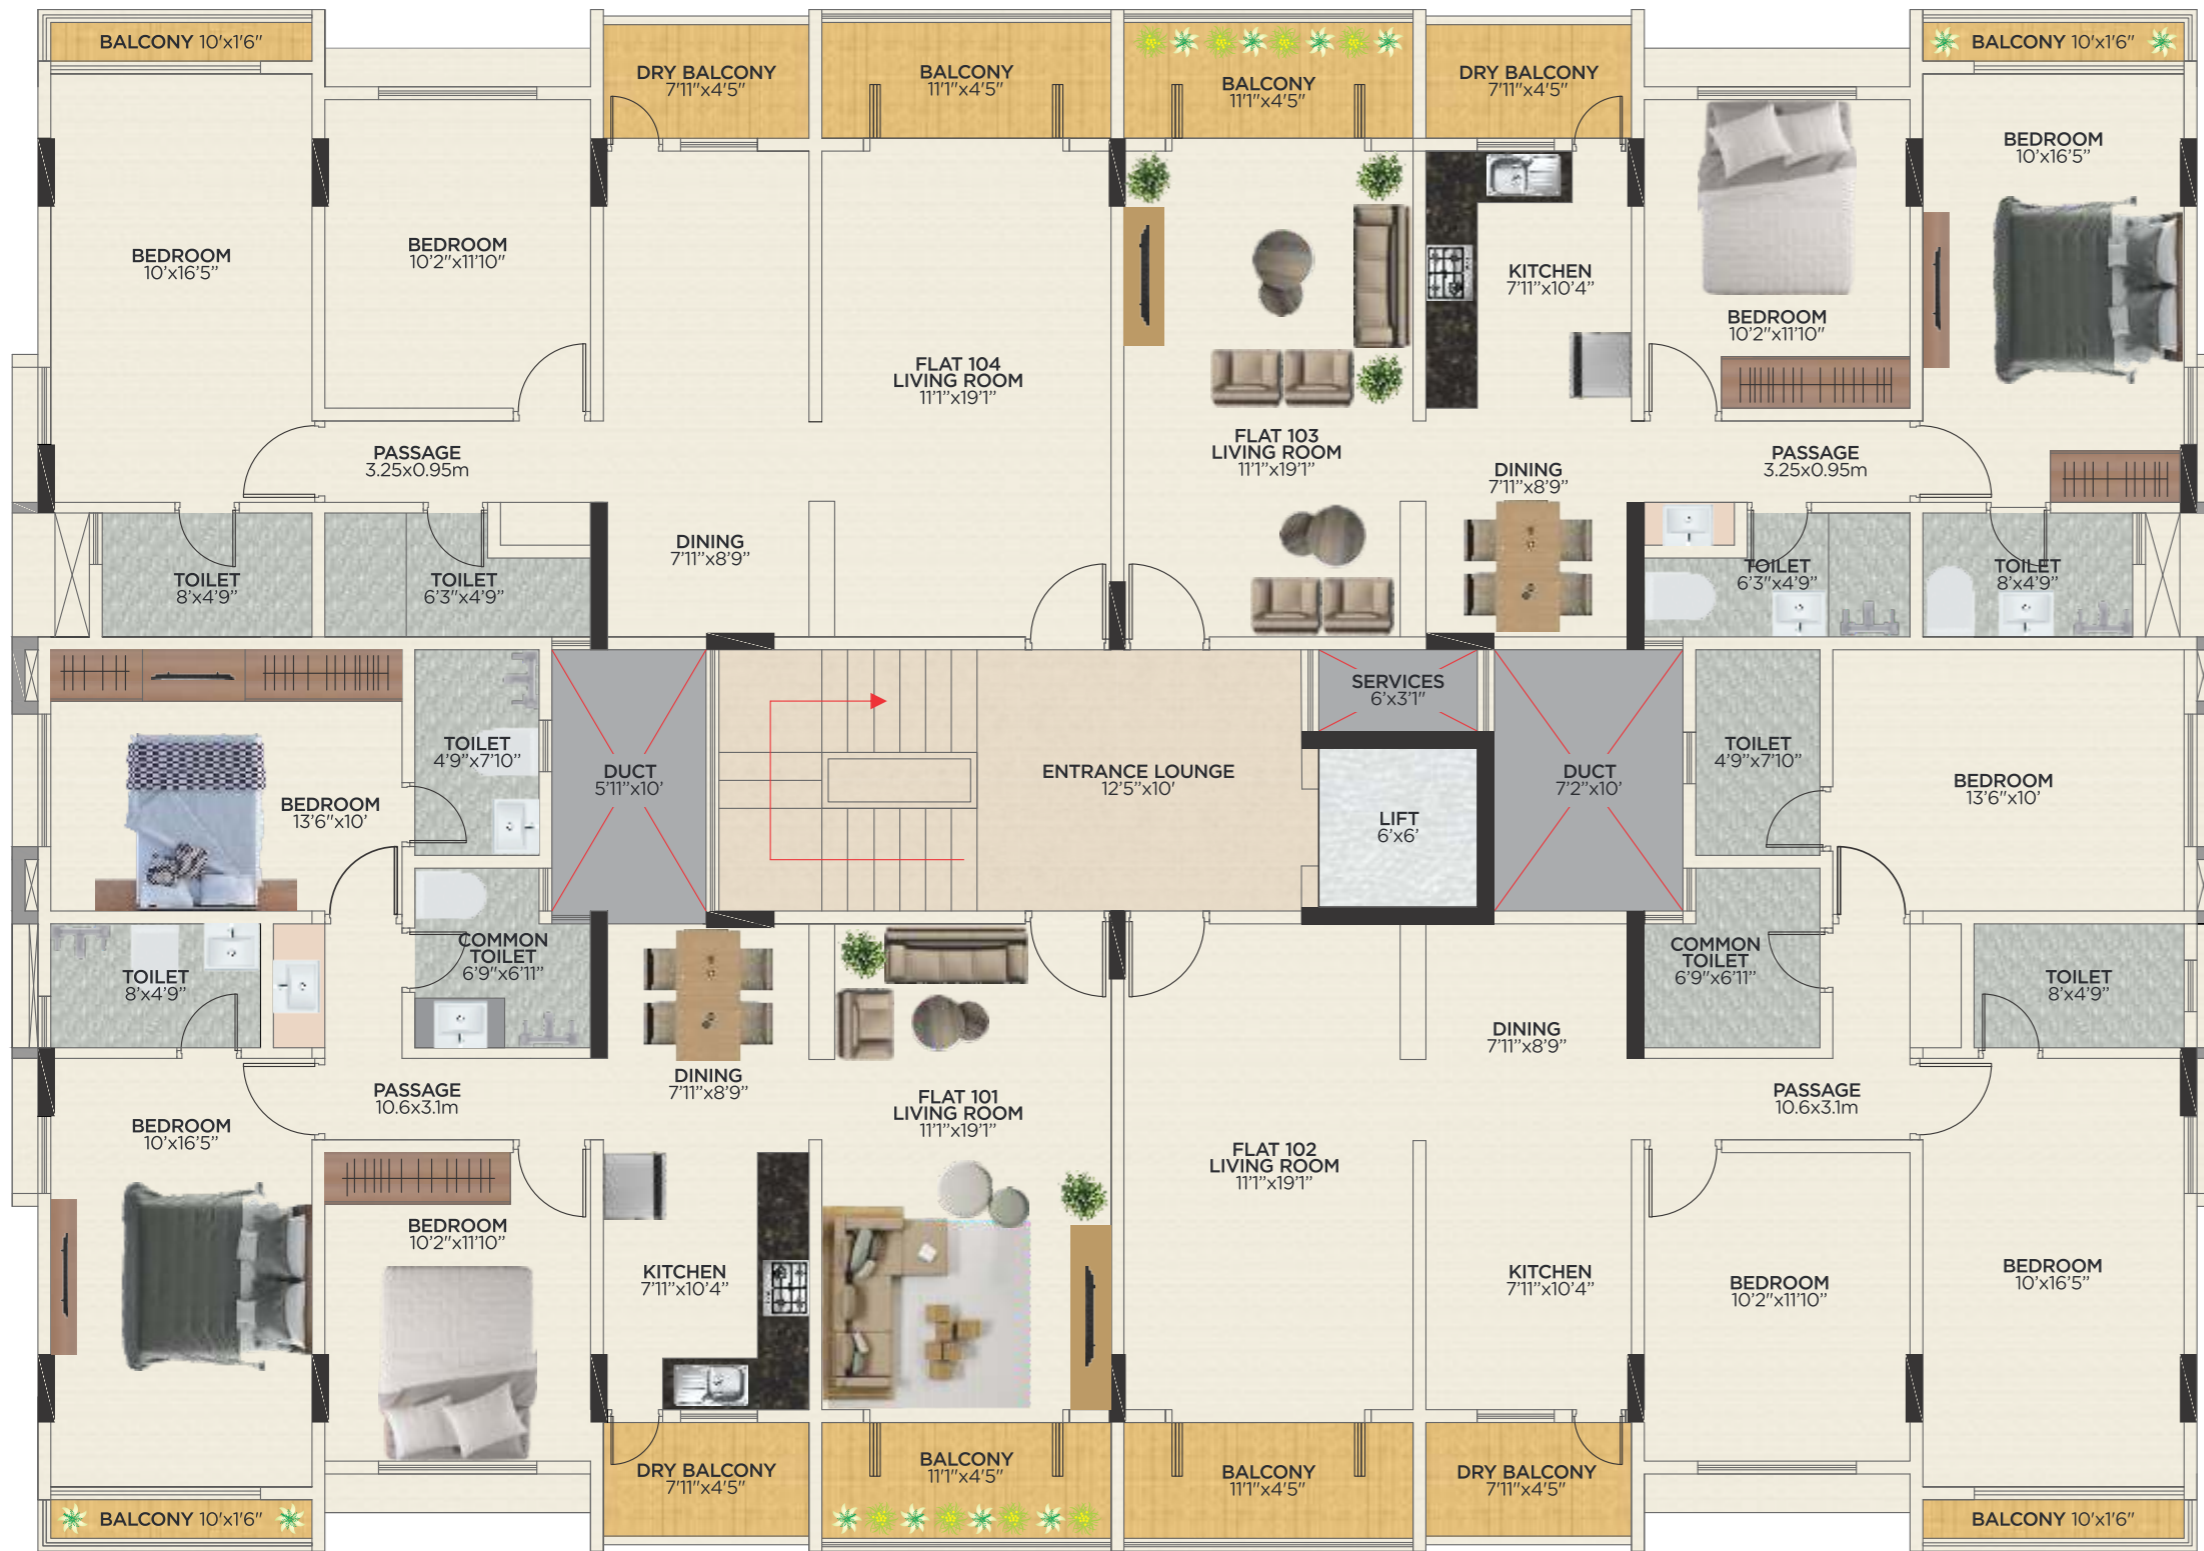 BALCONY 10'x1'6"
DRY BALCONY
7'11"x4'5"
BALCONY
11'1"x4'5"
BALCONY
11'1"x4'5"
DRY BALCONY
7'11"x4'5"
BALCONY 10'x1'6"
BEDROOM
10'x16'5"
BEDROOM
10'2"x11'10"
FLAT 104
LIVING ROOM
11'1"x19'1"
FLAT 103
LIVING ROOM
11'1"x19'1"
KITCHEN
7'11"x10'4"
BEDROOM
10'2"x11'10"
BEDROOM
10'x16'5"
PASSAGE
3.25x0.95m
DINING
7'11"x8'9"
DINING
7'11"x8'9"
PASSAGE
3.25x0.95m
TOILET
8'x4'9"
TOILET
6'3"x4'9"
TOILET
6'3"x4'9"
TOILET
8'x4'9"
BEDROOM
13'6"x10'
TOILET
4'9"x7'10"
DUCT
5'11"x10'
ENTRANCE LOUNGE
12'5"x10'
SERVICES
6'x3'1"
LIFT
6'x6'
DUCT
7'2"x10'
TOILET
4'9"x7'10"
BEDROOM
13'6"x10'
TOILET
8'x4'9"
COMMON
TOILET
6'9"x6'11"
COMMON
TOILET
6'9"x6'11"
TOILET
8'x4'9"
PASSAGE
10.6x3.1m
DINING
7'11"x8'9"
DINING
7'11"x8'9"
PASSAGE
10.6x3.1m
BEDROOM
10'x16'5"
BEDROOM
10'2"x11'10"
KITCHEN
7'11"x10'4"
FLAT 101
LIVING ROOM
11'1"x19'1"
FLAT 102
LIVING ROOM
11'1"x19'1"
KITCHEN
7'11"x10'4"
BEDROOM
10'2"x11'10"
BEDROOM
10'x16'5"
BALCONY 10'x1'6"
DRY BALCONY
7'11"x4'5"
BALCONY
11'1"x4'5"
BALCONY
11'1"x4'5"
DRY BALCONY
7'11"x4'5"
BALCONY 10'x1'6"